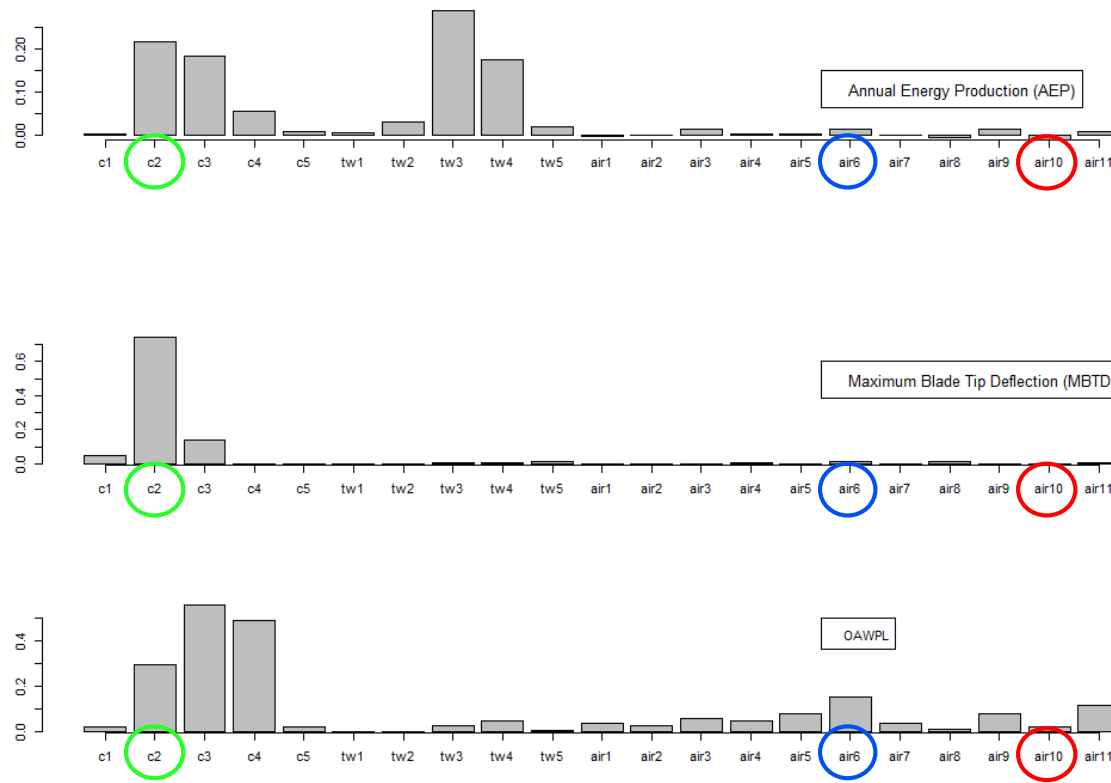 0.20
0.10
0.00
Annual Energy Production (AEP)
c1 c2 c3 c4 c5 tw1 tw2 tw3 tw4 tw5 air1 air2 air3 air4 air5 air6 air7 air8 air9 air10 air11
0.6
0.4
0.2
0.0
Maximum Blade Tip Deflection (MBTD
c1 c2 c3 c4 c5 tw1 tw2 tw3 tw4 tw5 air1 air2 air3 air4 air5 air6 air7 air8 air9 air10 air11
0.4
0.2
0.0
OAWPL
c1 c2 c3 c4 c5 tw1 tw2 tw3 tw4 tw5 air1 air2 air3 air4 air5 air6 air7 air8 air9 air10 air11